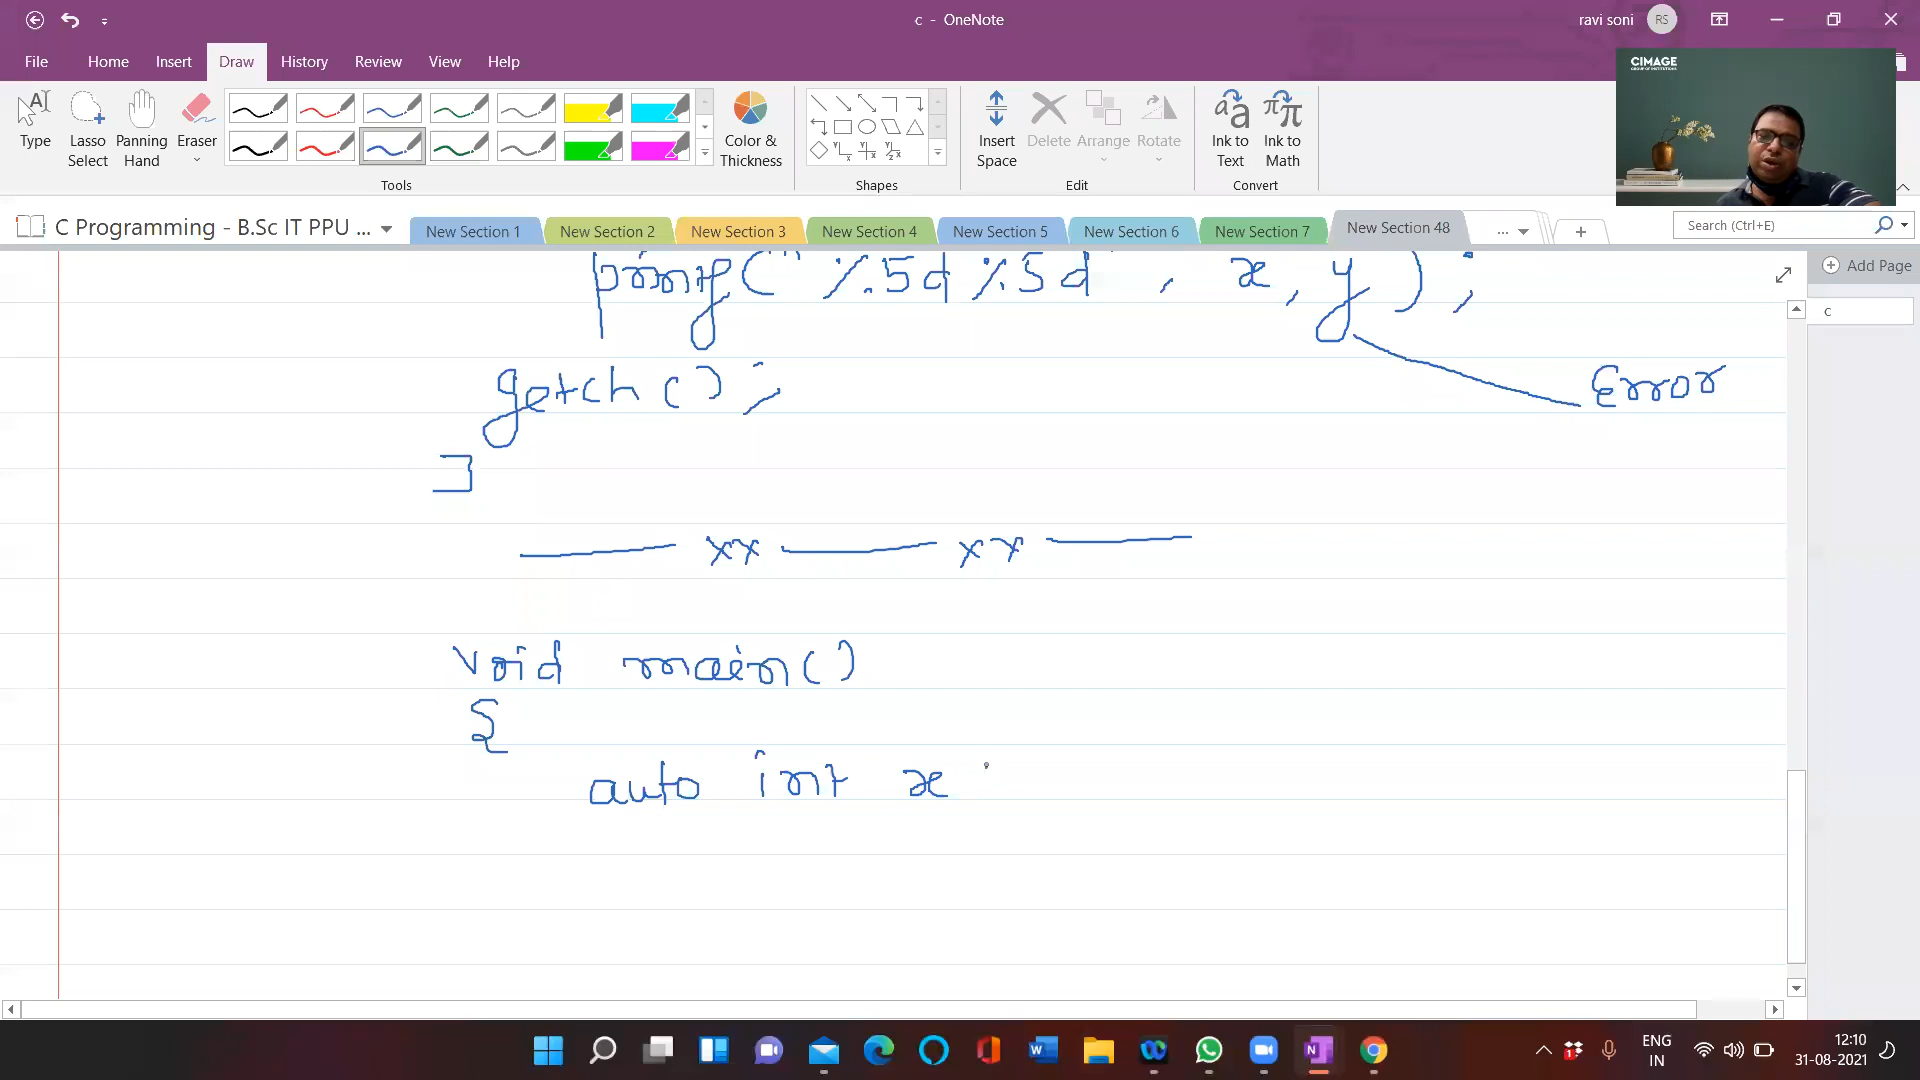 c - OneNote
ravi soni RS
File Home Insert Draw History Review View Help
CIMAGE
GROUP OF INSTITUTIONS
Type Lasso Select Panning Hand Eraser Color & Thickness Insert Space Delete Arrange Rotate Ink to Text Ink to Math
Tools Shapes Edit Convert
C Programming - B.Sc IT PPU ... New Section 1 New Section 2 New Section 3 New Section 4 New Section 5 New Section 6 New Section 7 New Section 48 ... Search (Ctrl+E)
Add Page
c
printf(" %5d %5d", x, y);
getch();
Error
}
xx xx
void main()
{
auto int x
ENG
IN
12:10
31-08-2021